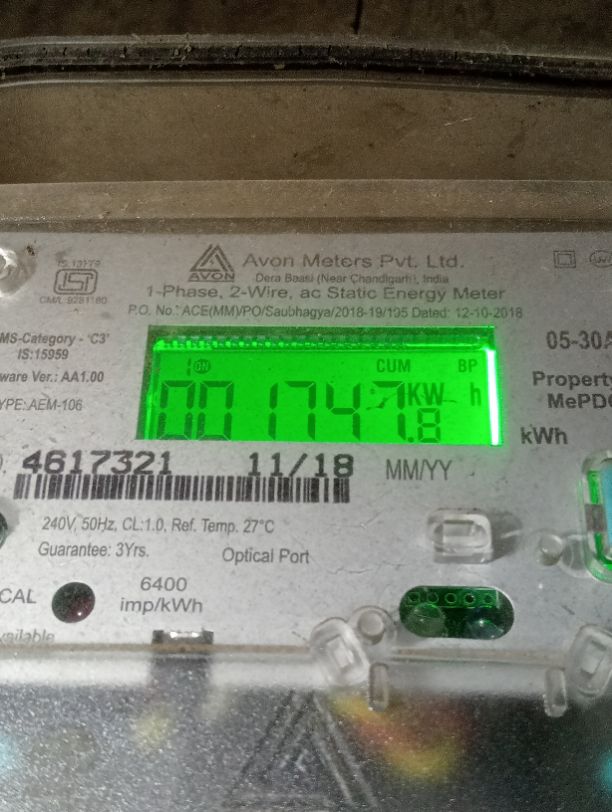 IS:13779
ISI
CM/L-9281180
AVON
Avon Meters Pvt. Ltd.
Dera Bassi (Near Chandigarh), India
1-Phase, 2-Wire, ac Static Energy Meter
P.O. No.: ACE(MM)/PO/Saubhagya/2018-19/195 Dated: 12-10-2018
MS-Category - 'C3'
IS:15959
ware Ver.: AA1.00
YPE: AEM-106
CUM BP
001747.8 KW h
05-30A
Property
MePDC
kWh
4617321 11/18 MM/YY
240V, 50Hz, CL:1.0, Ref. Temp. 27°C
Guarantee: 3Yrs. Optical Port
CAL
6400
imp/kWh
vailable
AVON